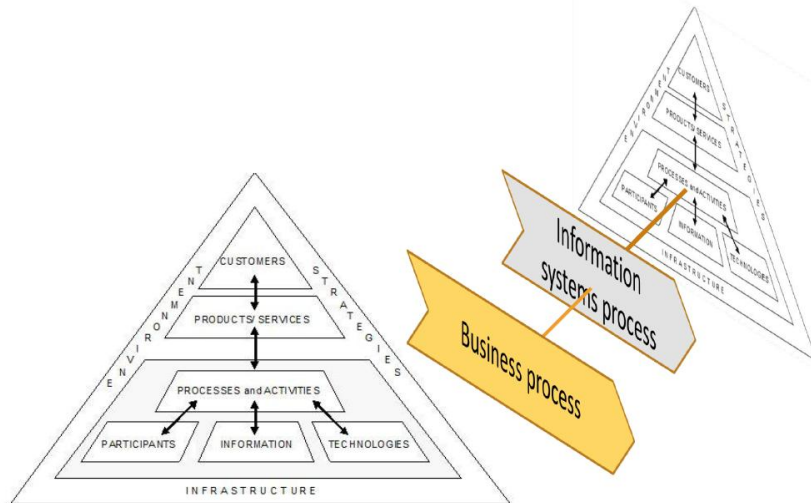 CUSTOMERS
PRODUCTS/ SERVICES
PROCESSES and ACTIVITIES
PARTICIPANTS
INFORMATION
TECHNOLOGIES
ENVIRONMENT
STRATEGIES
INFRASTRUCTURE
Business process
Information
systems process
CUSTOMERS
PRODUCTS/ SERVICES
PROCESSES and ACTIVITIES
PARTICIPANTS
INFORMATION
TECHNOLOGIES
ENVIRONMENT
STRATEGIES
INFRASTRUCTURE